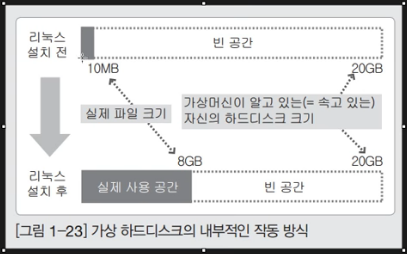 리눅스
설치 전
빈 공간
10MB
20GB
실제 파일 크기
가상머신이 알고 있는(= 속고 있는)
자신의 하드디스크 크기
8GB
20GB
리눅스
설치 후
실제 사용 공간
빈 공간
[그림 1-23] 가상 하드디스크의 내부적인 작동 방식